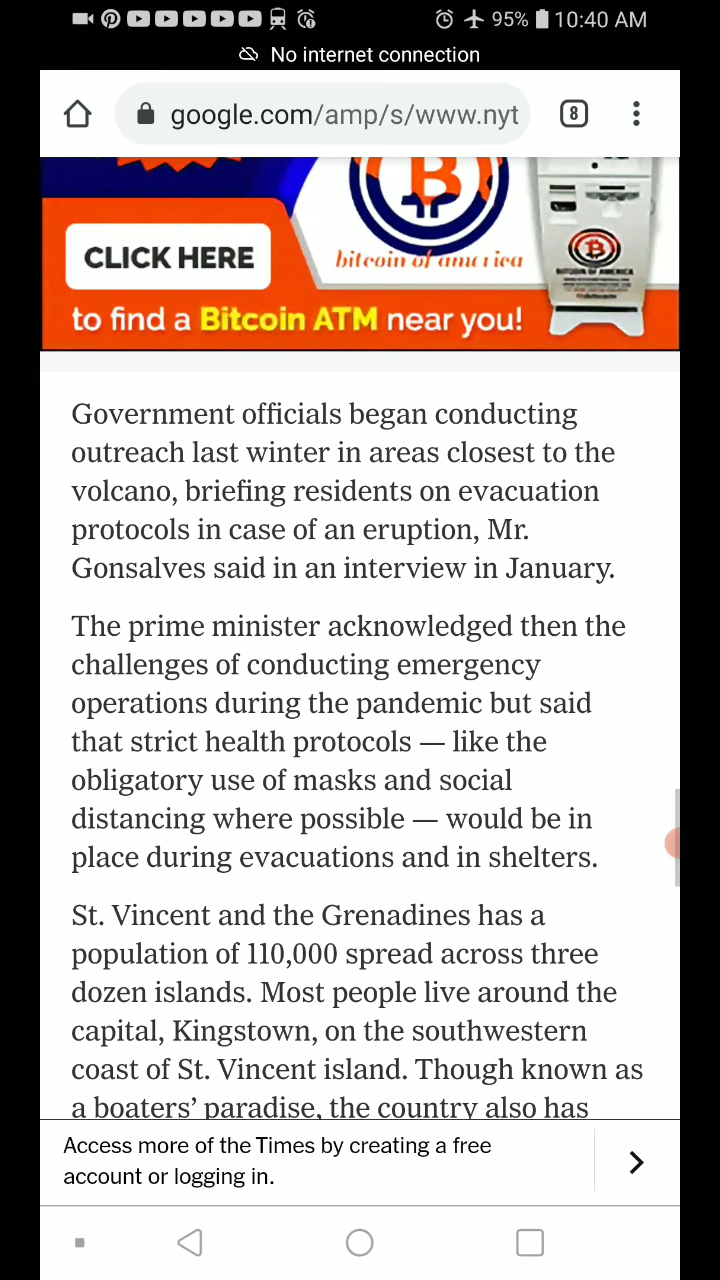 95% 10:40 AM
No internet connection
google.com/amp/s/www.nyt
8
CLICK HERE
bitcoin of america
BITCOIN OF AMERICA
to find a Bitcoin ATM near you!
Government officials began conducting
outreach last winter in areas closest to the
volcano, briefing residents on evacuation
protocols in case of an eruption, Mr.
Gonsalves said in an interview in January.
The prime minister acknowledged then the
challenges of conducting emergency
operations during the pandemic but said
that strict health protocols — like the
obligatory use of masks and social
distancing where possible — would be in
place during evacuations and in shelters.
St. Vincent and the Grenadines has a
population of 110,000 spread across three
dozen islands. Most people live around the
capital, Kingstown, on the southwestern
coast of St. Vincent island. Though known as
a boaters’ paradise, the country also has
Access more of the Times by creating a free
account or logging in.